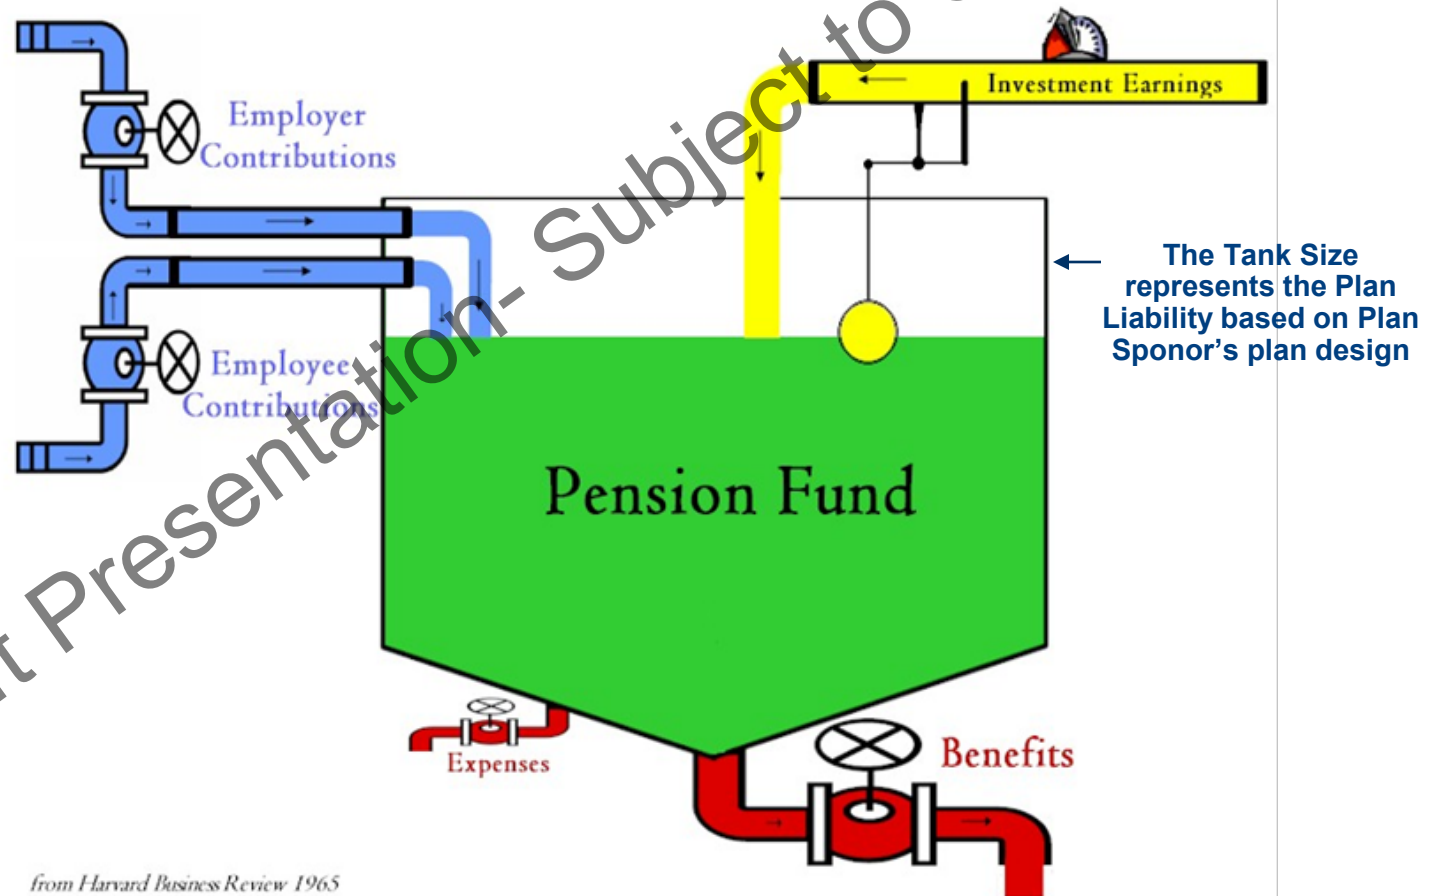 Employer
Contributions
Investment Earnings
The Tank Size
represents the Plan
Liability based on Plan
Sponor's plan design
Employee
Contributions
Pension Fund
Expenses
Benefits
from Harvard Business Review 1965
Presentation- Subject to